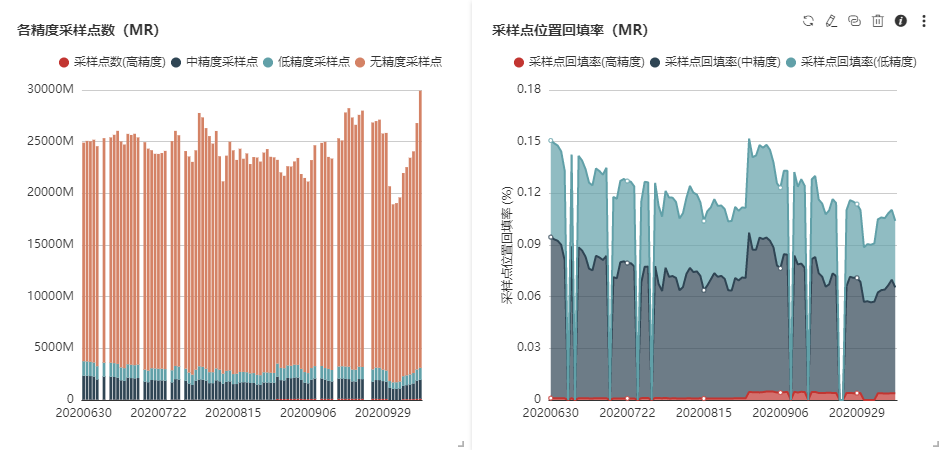 各精度采样点数（MR）
采样点数(高精度) 中精度采样点 低精度采样点 无精度采样点
30000M
25000M
20000M
15000M
10000M
5000M
0
20200630 20200722 20200815 20200906 20200929
采样点位置回填率（MR）
采样点回填率(高精度) 采样点回填率(中精度) 采样点回填率(低精度)
采样点位置回填率 (%)
0.18
0.15
0.12
0.09
0.06
0.03
0
20200630 20200722 20200815 20200906 20200929